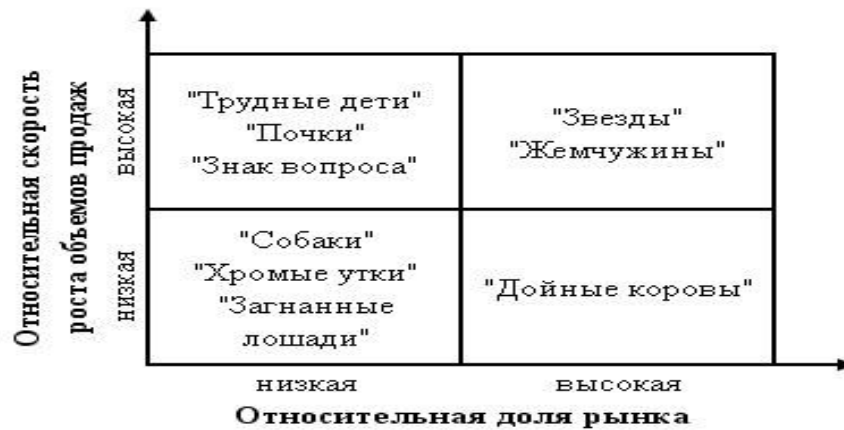 Относительная скорость
роста объемов продаж
высокая
"Трудные дети"
"Почки"
"Знак вопроса"
"Звезды"
"Жемчужины"
низкая
"Собаки"
"Хромые утки"
"Загнанные
лошади"
"Дойные коровы"
низкая
высокая
Относительная доля рынка